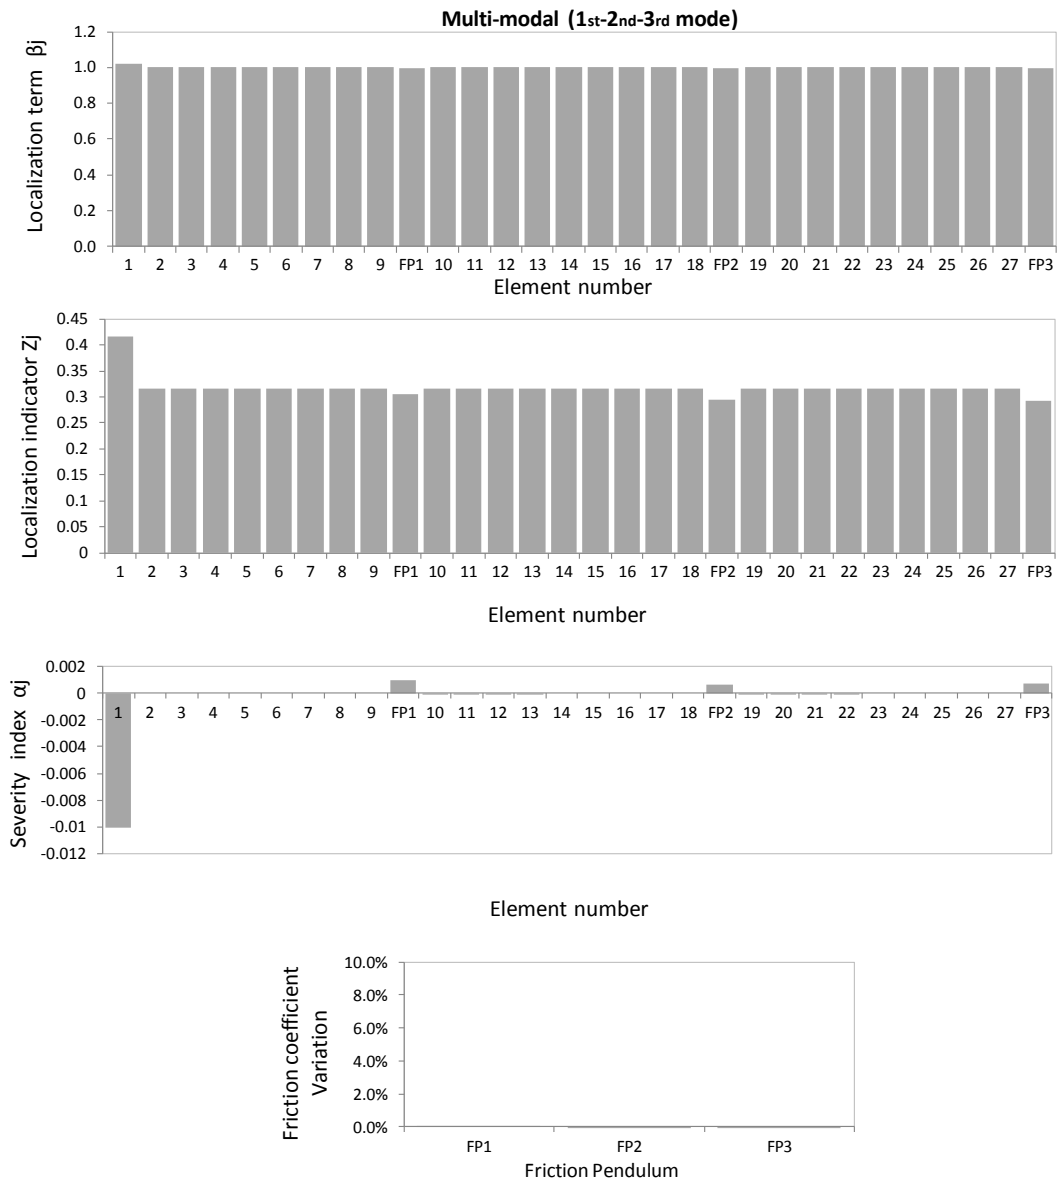 Multi-modal (1st-2nd-3rd mode)
Localization term βj
1.2
1.0
0.8
0.6
0.4
0.2
0.0
1 2 3 4 5 6 7 8 9 FP1 10 11 12 13 14 15 16 17 18 FP2 19 20 21 22 23 24 25 26 27 FP3
Element number
Localization indicator Zj
0.45
0.4
0.35
0.3
0.25
0.2
0.15
0.1
0.05
0
1 2 3 4 5 6 7 8 9 FP1 10 11 12 13 14 15 16 17 18 FP2 19 20 21 22 23 24 25 26 27 FP3
Element number
Severity index αj
0.002
0
-0.002
-0.004
-0.006
-0.008
-0.01
-0.012
1 2 3 4 5 6 7 8 9 FP1 10 11 12 13 14 15 16 17 18 FP2 19 20 21 22 23 24 25 26 27 FP3
Element number
Friction coefficient
Variation
10.0%
8.0%
6.0%
4.0%
2.0%
0.0%
FP1 FP2 FP3
Friction Pendulum